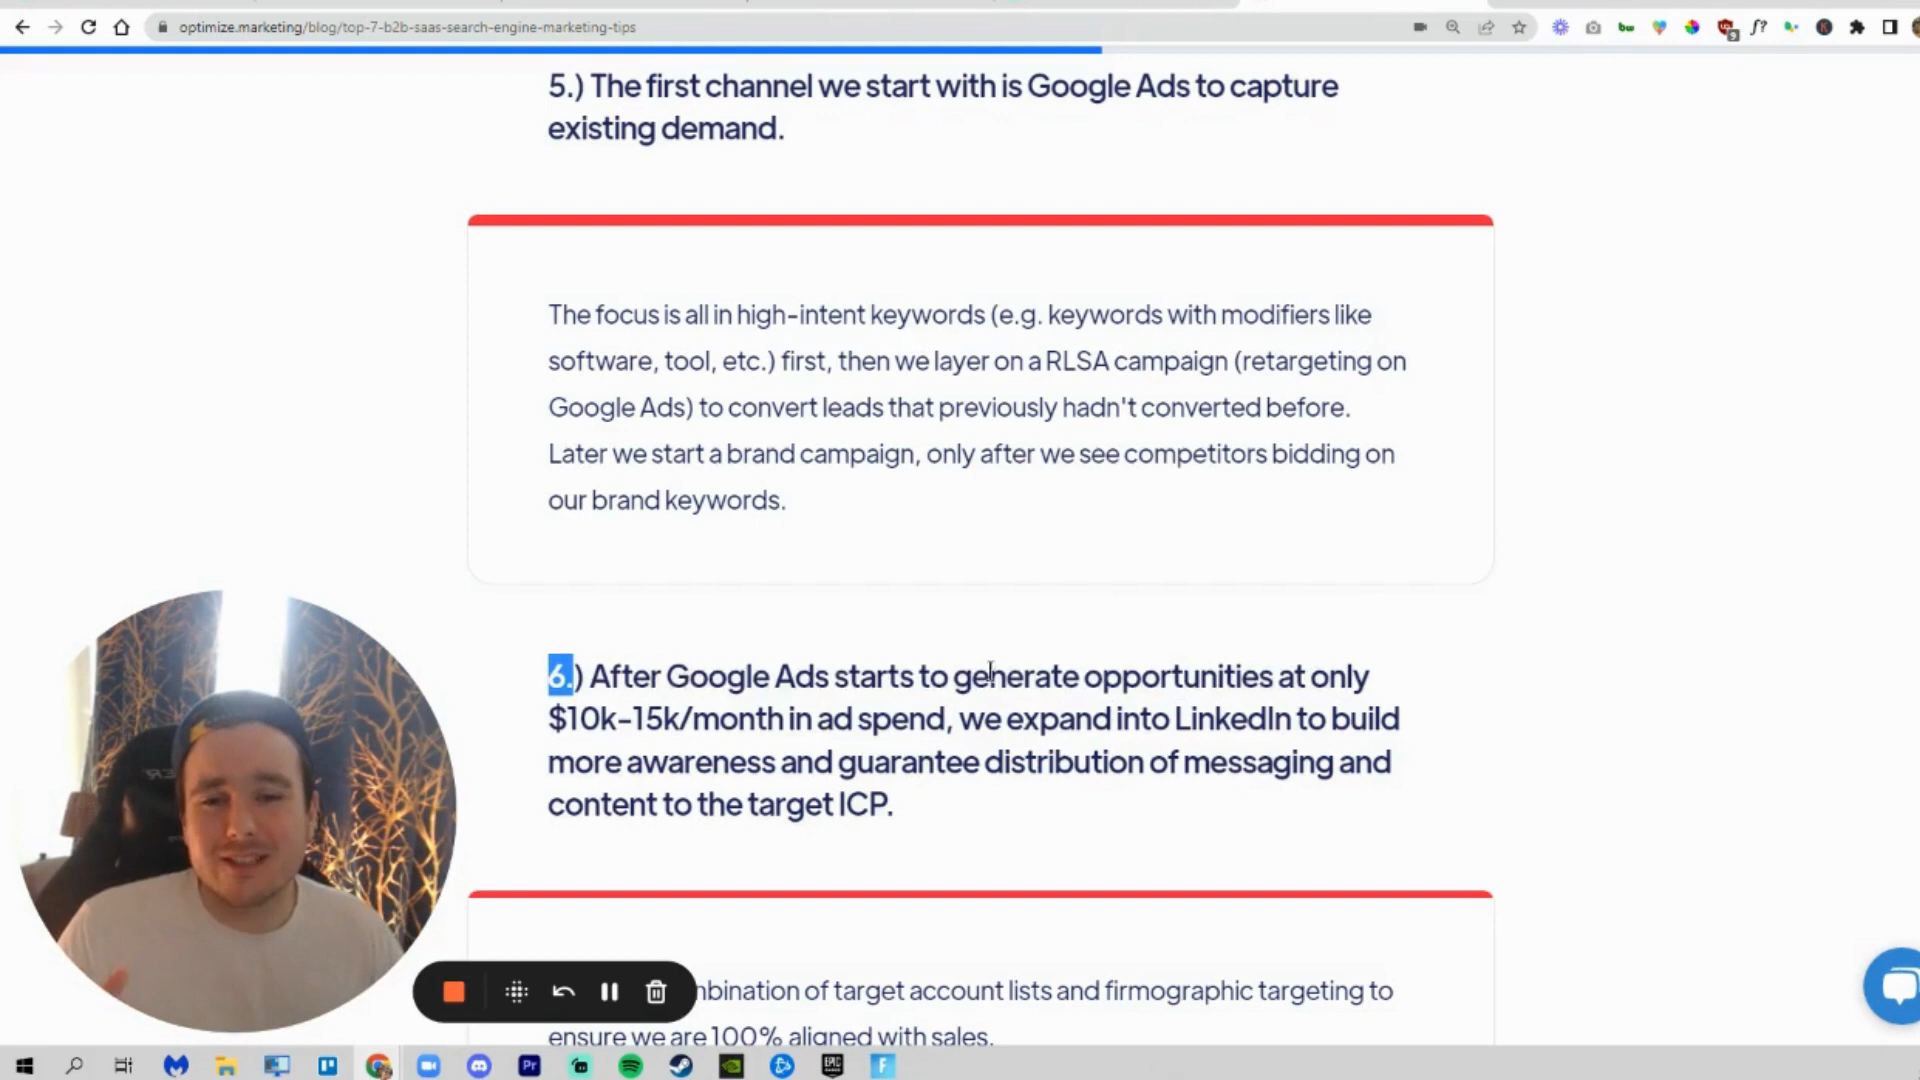 optimize.marketing/blog/top-7-b2b-saas-search-engine-marketing-tips
5.) The first channel we start with is Google Ads to capture
existing demand.
The focus is all in high-intent keywords (e.g. keywords with modifiers like
software, tool, etc.) first, then we layer on a RLSA campaign (retargeting on
Google Ads) to convert leads that previously hadn't converted before.
Later we start a brand campaign, only after we see competitors bidding on
our brand keywords.
6.) After Google Ads starts to generate opportunities at only
$10k-15k/month in ad spend, we expand into LinkedIn to build
more awareness and guarantee distribution of messaging and
content to the target ICP.
nbination of target account lists and firmographic targeting to
ensure we are 100% aligned with sales.